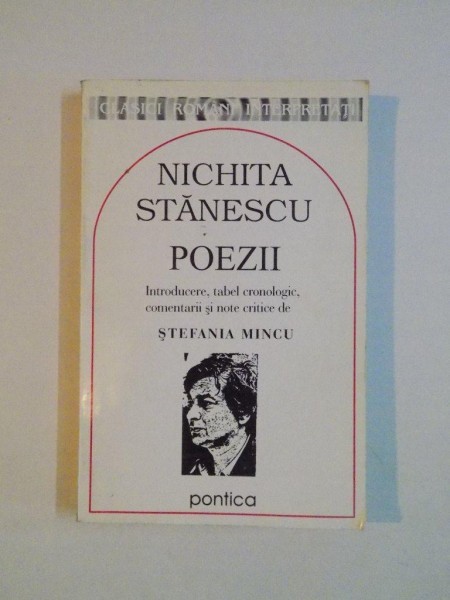 CLASICI ROMÂNI INTERPRETAȚI
NICHITA
STĂNESCU
POEZII
Introducere, tabel cronologic,
comentarii și note critice de
ȘTEFANIA MINCU
pontica